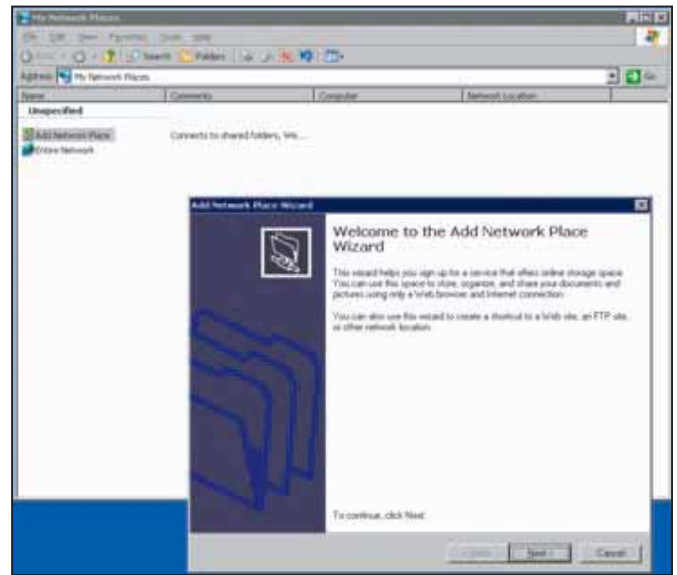 My Network Places
File Edit View Favorites Tools Help
Search Folders
Address My Network Places Go
Name Comments Computer Network Location
Unspecified
Add Network Place Connects to shared folders, We...
Entire Network
Add Network Place Wizard
Welcome to the Add Network Place
Wizard
This wizard helps you sign up for a service that offers online storage space.
You can use this space to store, organize, and share your documents and
pictures using only a Web browser and Internet connection.
You can also use this wizard to create a shortcut to a Web site, an FTP site,
or other network location.
To continue, click Next.
Next > Cancel